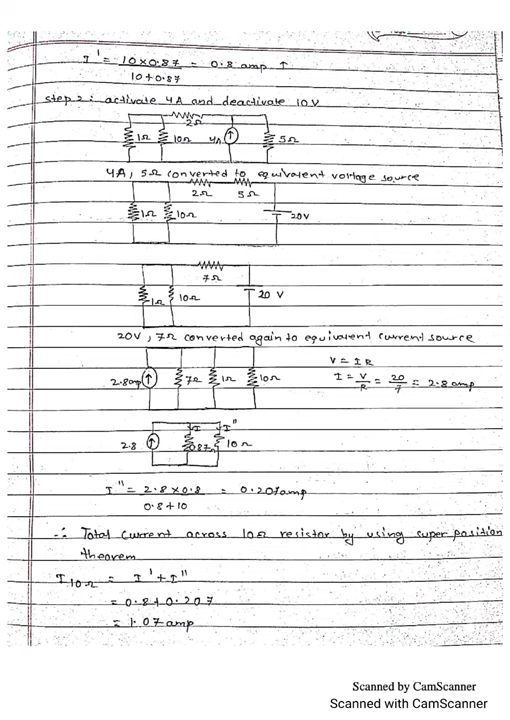 I' = 10 x 0.87 = 0.8 amp ↑
10 + 0.87
step 2 : activate 4A and deactivate 10V
2Ω
1Ω 10Ω 4A 5Ω
4A, 5Ω converted to equivalent voltage source
2Ω 5Ω
1Ω 10Ω 20V
7Ω
1Ω 10Ω 20 V
20V, 7Ω converted again to equivalent current source
V = IR
2.8amp 7Ω 1Ω 10Ω I = V/R = 20/7 = 2.8 amp
I I"
2.8 0.87Ω 10Ω
I" = 2.8 x 0.8 = 0.207amp
0.8 + 10
∴ Total current across 10Ω resistor by using super position
theorem
I10Ω = I' + I"
= 0.8 + 0.207
= 1.07 amp
Scanned by CamScanner
Scanned with CamScanner